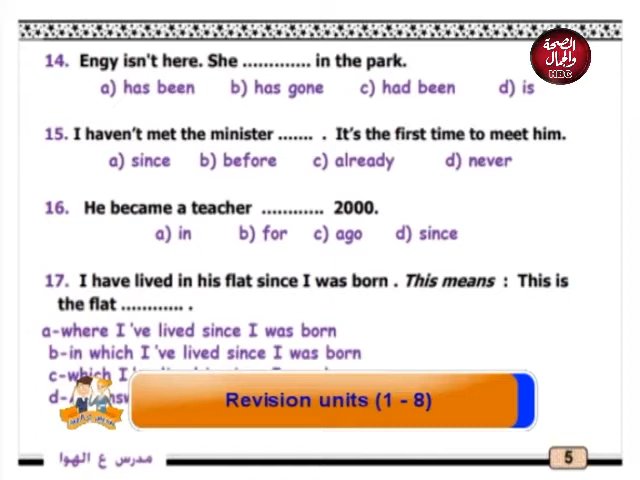 الصحة
والجمال
HBC
14. Engy isn't here. She ............. in the park.
a) has been b) has gone c) had been d) is
15. I haven't met the minister ....... . It's the first time to meet him.
a) since b) before c) already d) never
16. He became a teacher ............ 2000.
a) in b) for c) ago d) since
17. I have lived in his flat since I was born . This means : This is
the flat ............ .
a-where I 've lived since I was born
b-in which I 've lived since I was born
c-which I
d-
Revision units (1 - 8)
مدرس ع الهوا
5